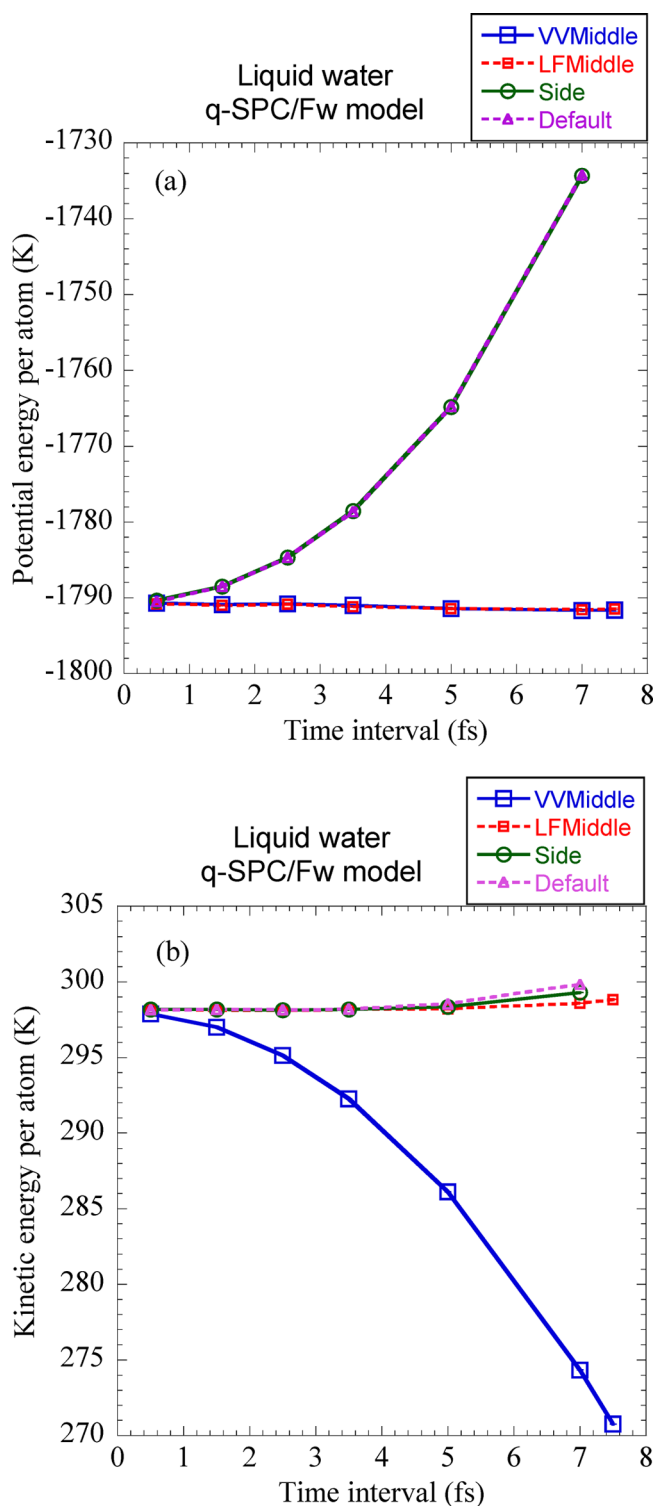 VVMiddle
LFMiddle
Side
Default
Liquid water
q-SPC/Fw model
(a)
-1730
-1740
-1750
-1760
-1770
-1780
-1790
-1800
Potential energy per atom (K)
0 1 2 3 4 5 6 7 8
Time interval (fs)
VVMiddle
LFMiddle
Side
Default
Liquid water
q-SPC/Fw model
(b)
305
300
295
290
285
280
275
270
Kinetic energy per atom (K)
0 1 2 3 4 5 6 7 8
Time interval (fs)